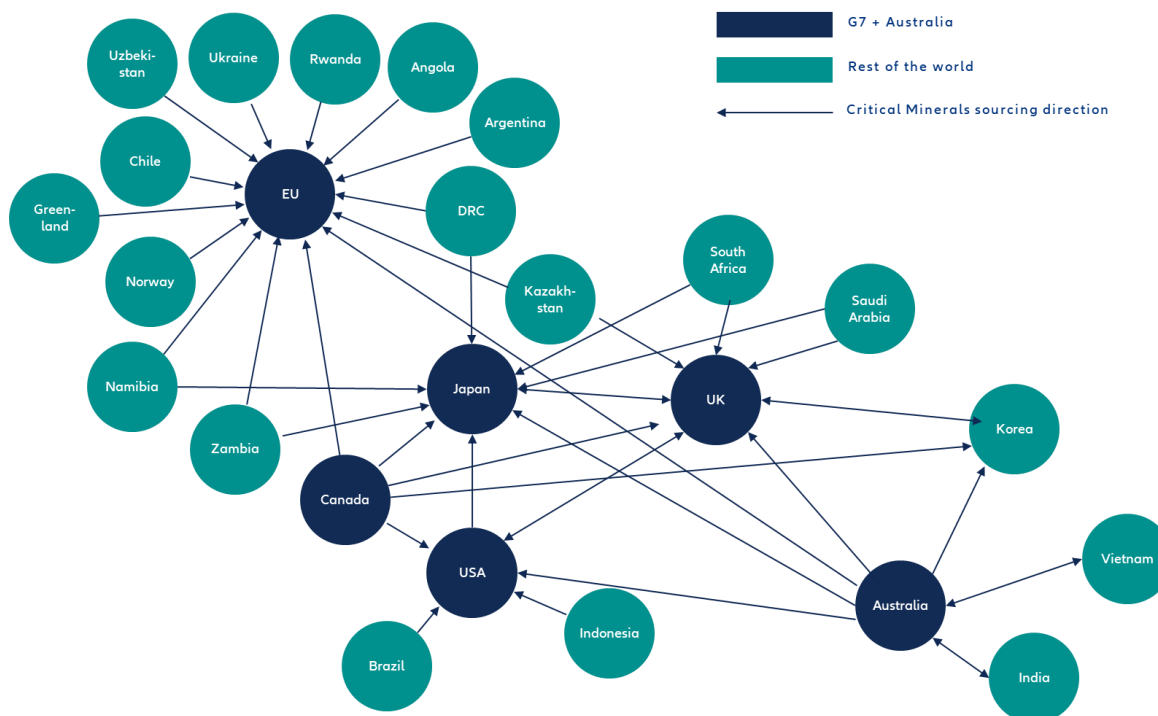 G7 + Australia
Rest of the world
Critical Minerals sourcing direction
Uzbeki-
stan
Ukraine
Rwanda
Angola
Argentina
Chile
EU
Green-
land
DRC
Norway
South
Africa
Kazakh-
stan
Saudi
Arabia
Namibia
Japan
UK
Korea
Zambia
Canada
USA
Vietnam
Australia
Indonesia
Brazil
India